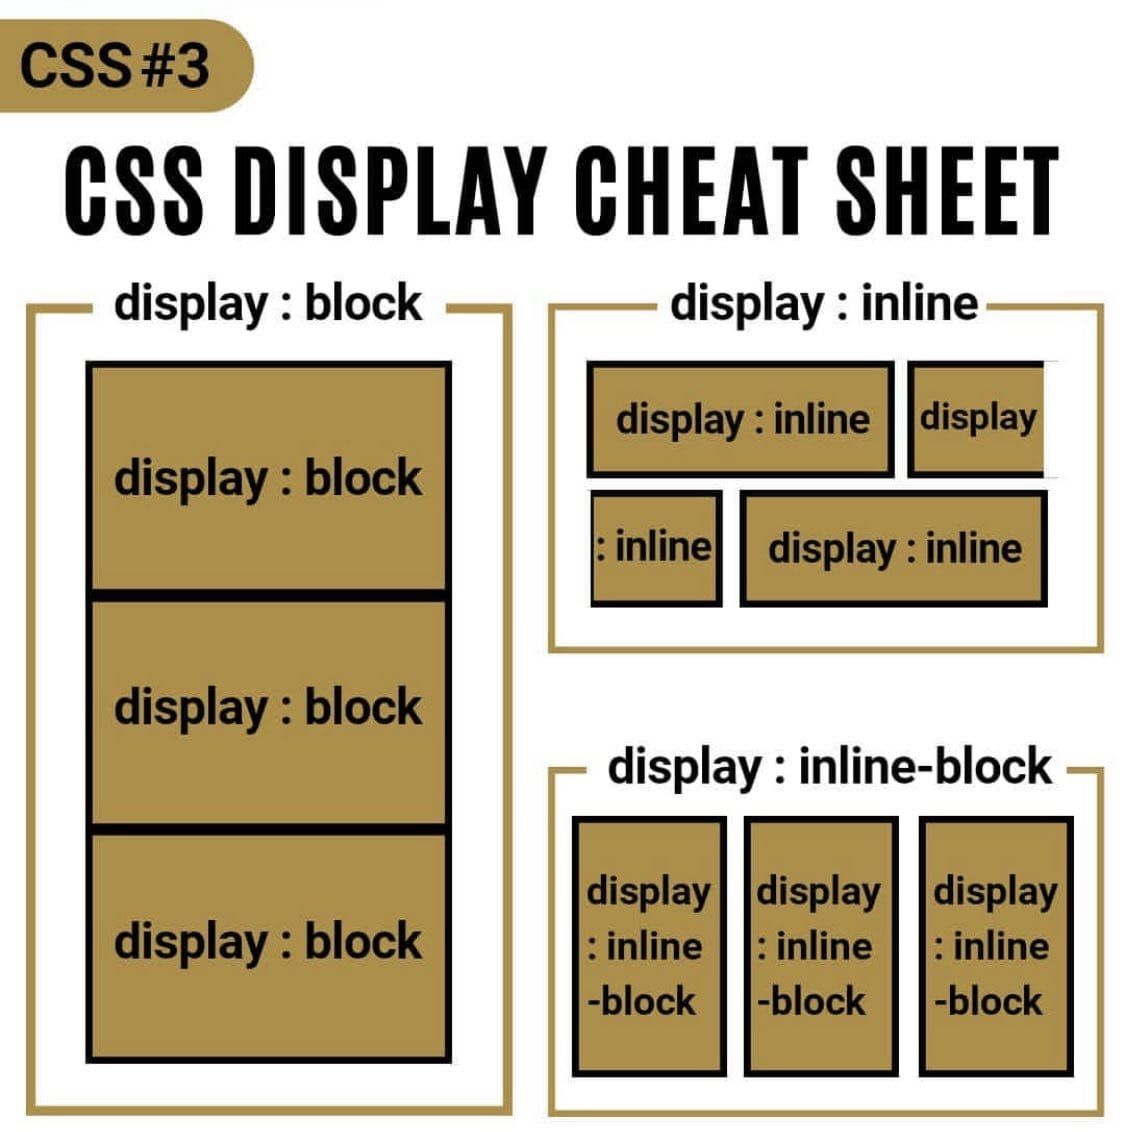 CSS #3
CSS DISPLAY CHEAT SHEET
display : block
display : block
display : block
display : block
display : inline
display : inline
display
: inline
display : inline
display : inline-block
display
: inline
-block
display
: inline
-block
display
: inline
-block